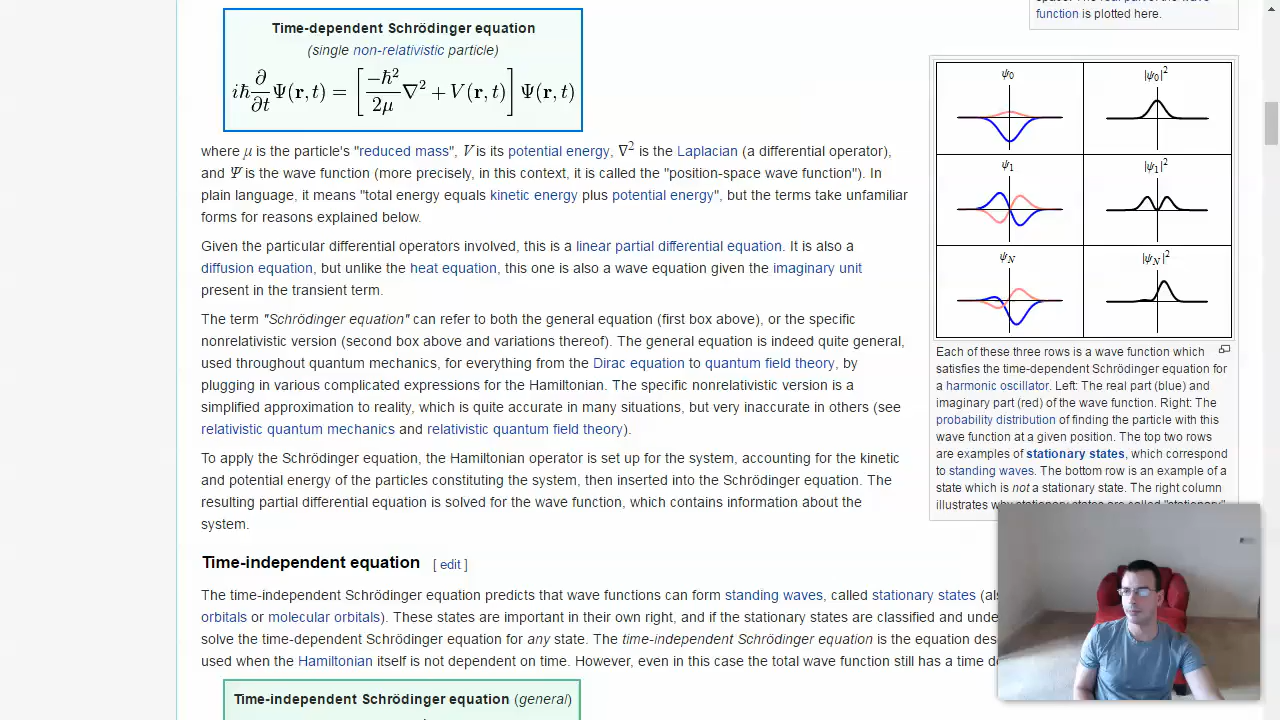 Time-dependent Schrödinger equation
(single non-relativistic particle)
iħ ∂/∂t Ψ(r, t) = [ −ħ²/2μ ∇² + V(r, t) ] Ψ(r, t)
where μ is the particle's "reduced mass", V is its potential energy, ∇² is the Laplacian (a differential operator),
and Ψ is the wave function (more precisely, in this context, it is called the "position-space wave function"). In
plain language, it means "total energy equals kinetic energy plus potential energy", but the terms take unfamiliar
forms for reasons explained below.
Given the particular differential operators involved, this is a linear partial differential equation. It is also a
diffusion equation, but unlike the heat equation, this one is also a wave equation given the imaginary unit
present in the transient term.
The term "Schrödinger equation" can refer to both the general equation (first box above), or the specific
nonrelativistic version (second box above and variations thereof). The general equation is indeed quite general,
used throughout quantum mechanics, for everything from the Dirac equation to quantum field theory, by
plugging in various complicated expressions for the Hamiltonian. The specific nonrelativistic version is a
simplified approximation to reality, which is quite accurate in many situations, but very inaccurate in others (see
relativistic quantum mechanics and relativistic quantum field theory).
To apply the Schrödinger equation, the Hamiltonian operator is set up for the system, accounting for the kinetic
and potential energy of the particles constituting the system, then inserted into the Schrödinger equation. The
resulting partial differential equation is solved for the wave function, which contains information about the
system.
Time-independent equation [ edit ]
The time-independent Schrödinger equation predicts that wave functions can form standing waves, called stationary states
orbitals or molecular orbitals). These states are important in their own right, and if the stationary states are classified and
solve the time-dependent Schrödinger equation for any state. The time-independent Schrödinger equation is the equation
used when the Hamiltonian itself is not dependent on time. However, even in this case the total wave function still has a time
Time-independent Schrödinger equation (general)
function is plotted here.
ψ0 |ψ0|²
ψ1 |ψ1|²
ψN |ψN|²
Each of these three rows is a wave function which
satisfies the time-dependent Schrödinger equation for
a harmonic oscillator. Left: The real part (blue) and
imaginary part (red) of the wave function. Right: The
probability distribution of finding the particle with this
wave function at a given position. The top two rows
are examples of stationary states, which correspond
to standing waves. The bottom row is an example of a
state which is not a stationary state. The right column
illustrates